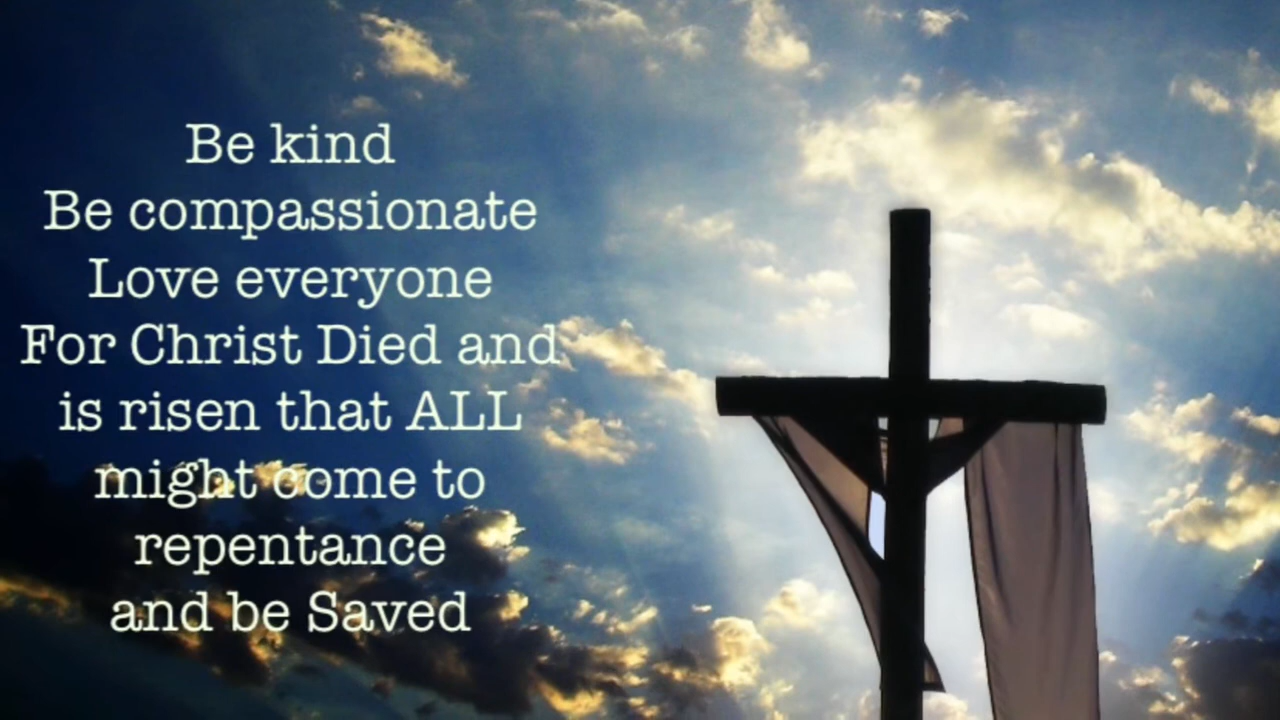 Be kind
Be compassionate
Love everyone
For Christ Died and
is risen that ALL
might come to
repentance
and be Saved